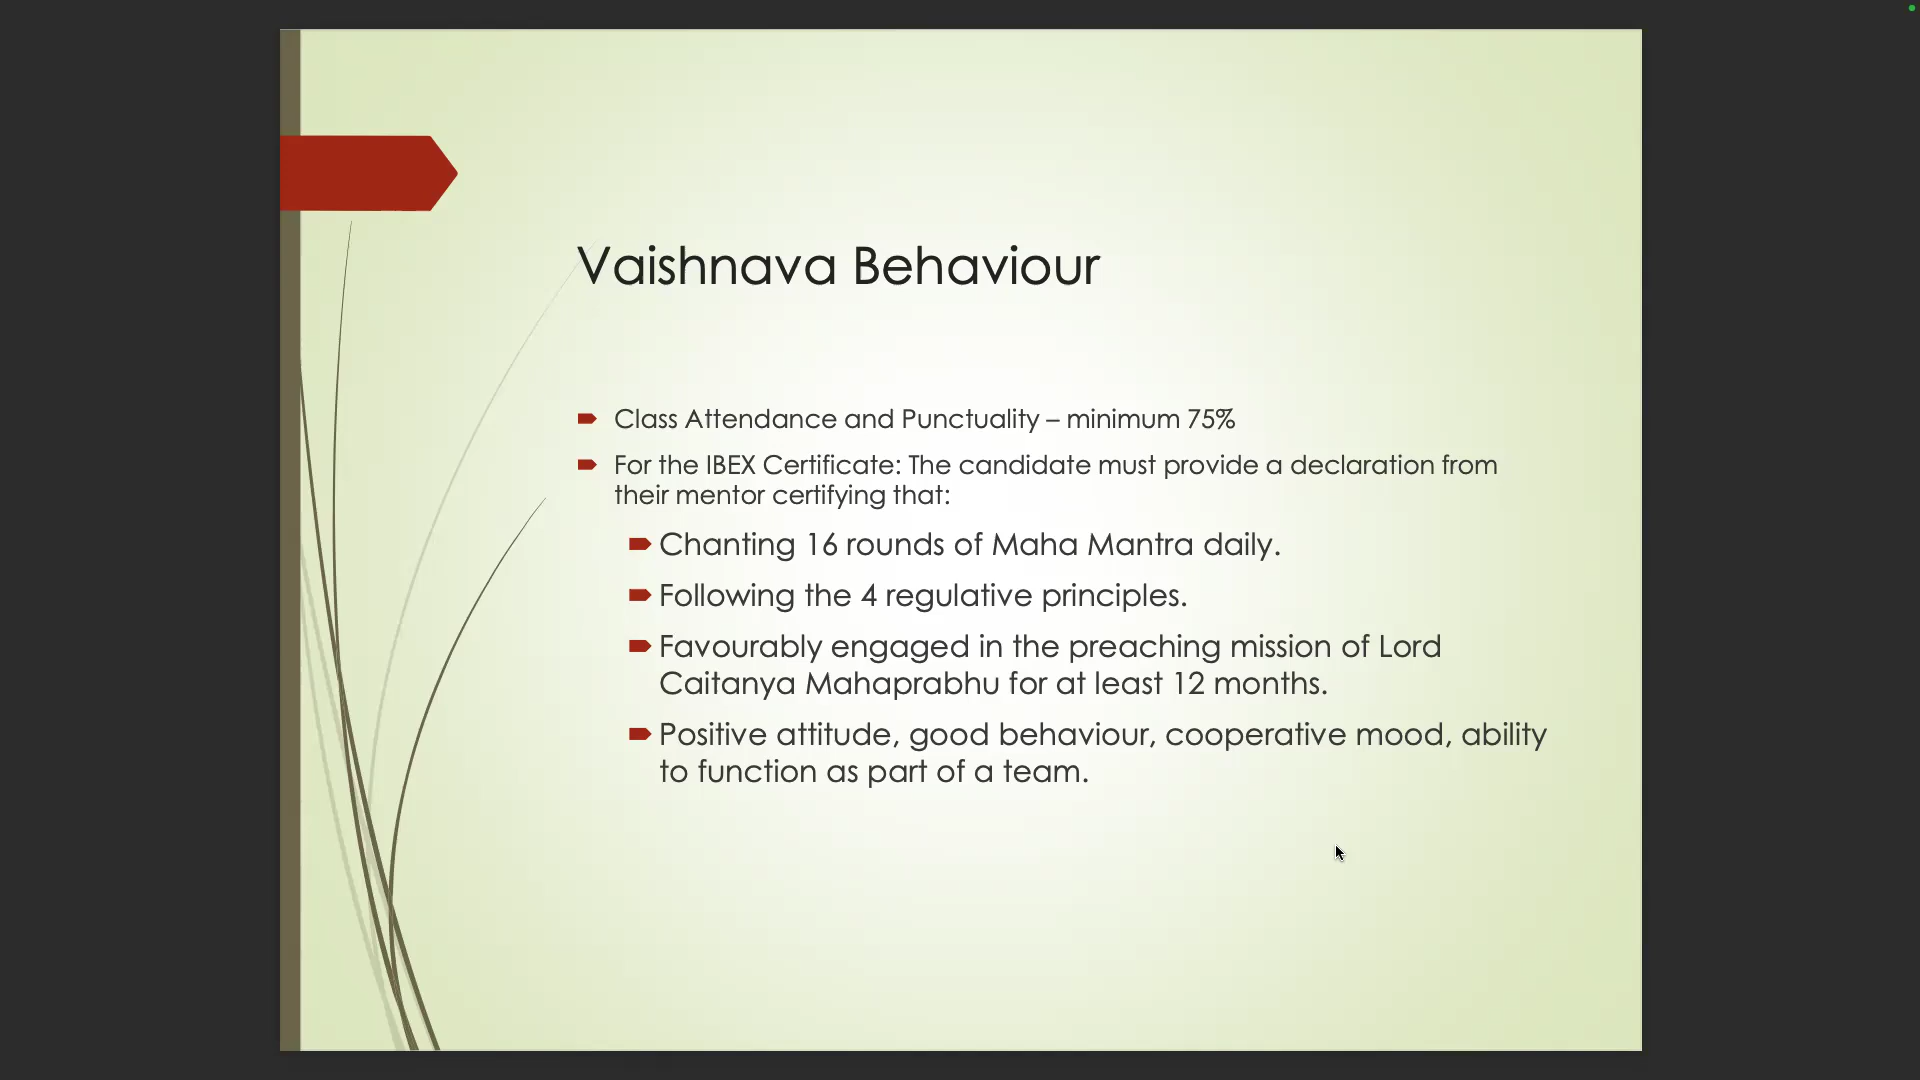 Vaishnava Behaviour
Class Attendance and Punctuality – minimum 75%
For the IBEX Certificate: The candidate must provide a declaration from
their mentor certifying that:
Chanting 16 rounds of Maha Mantra daily.
Following the 4 regulative principles.
Favourably engaged in the preaching mission of Lord
Caitanya Mahaprabhu for at least 12 months.
Positive attitude, good behaviour, cooperative mood, ability
to function as part of a team.